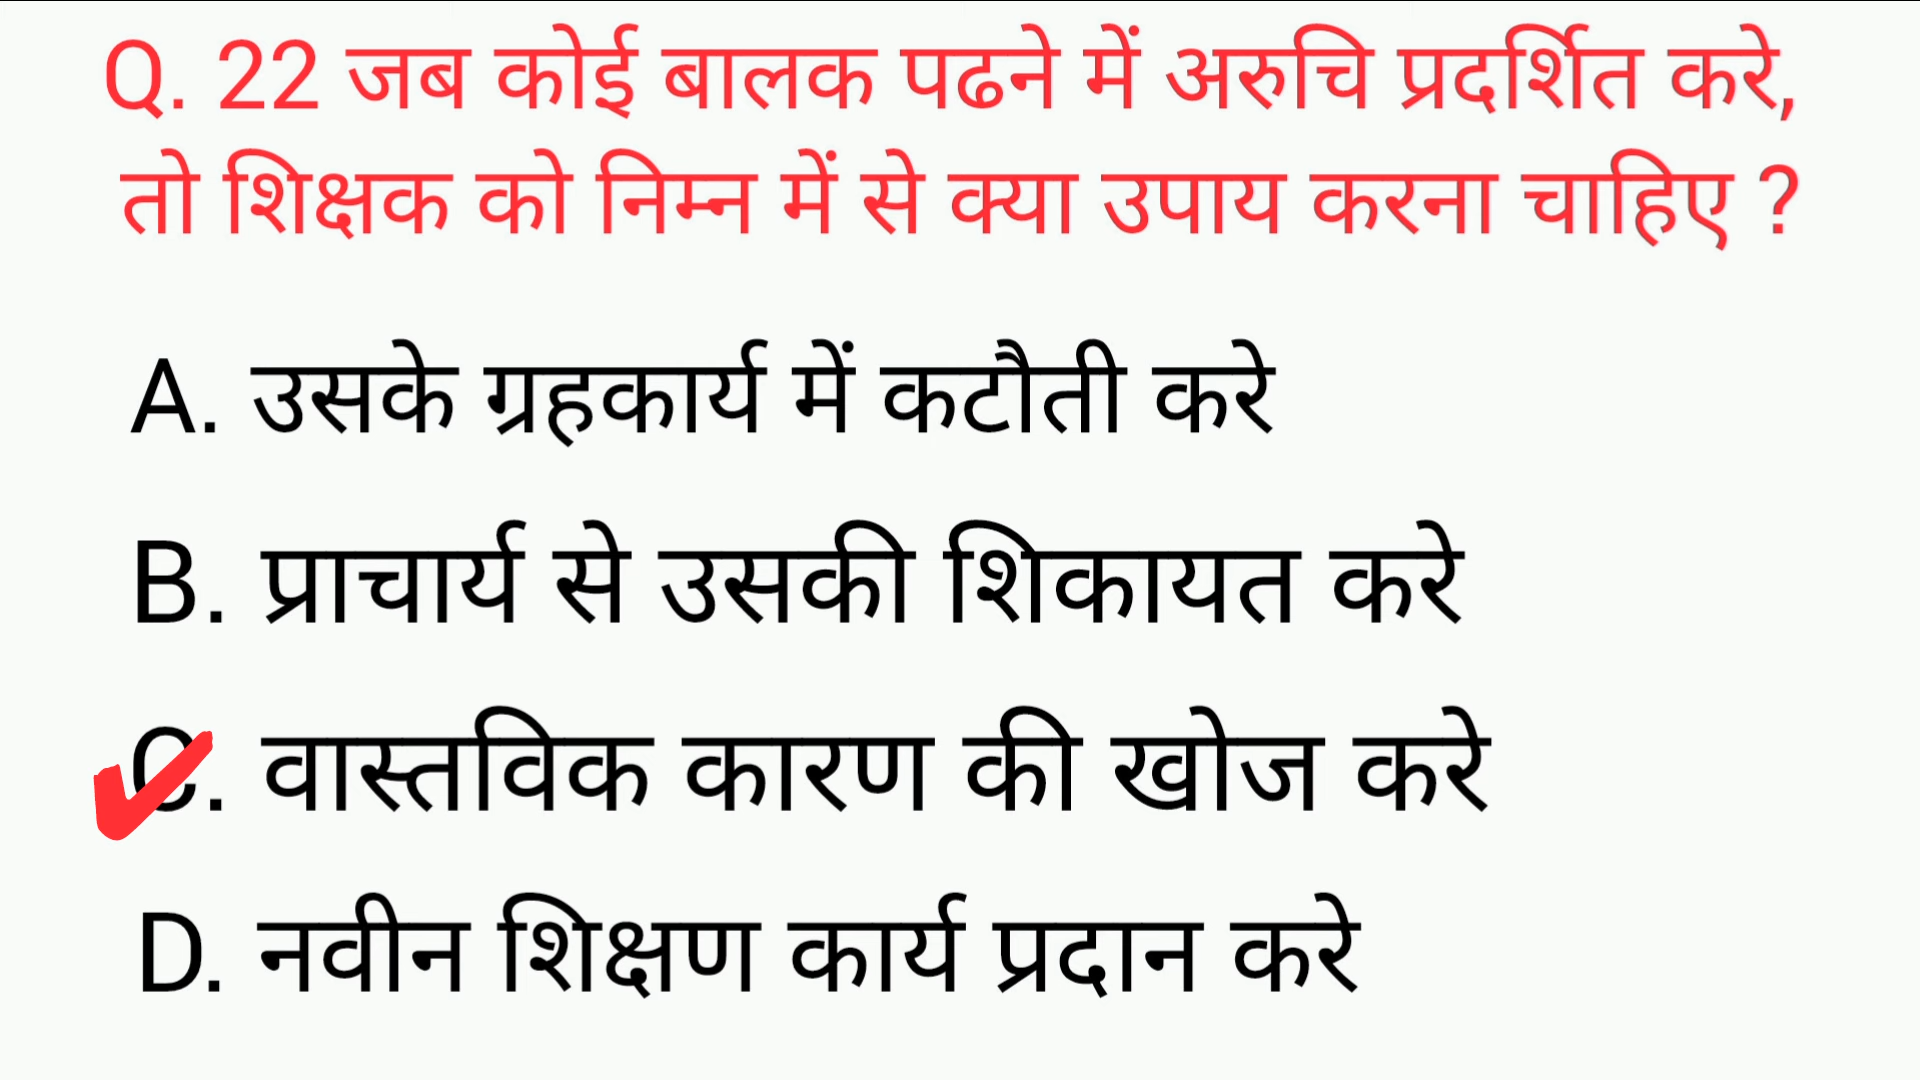 Q. 22 जब कोई बालक पढने में अरुचि प्रदर्शित करे,
तो शिक्षक को निम्न में से क्या उपाय करना चाहिए ?
A. उसके ग्रहकार्य में कटौती करे
B. प्राचार्य से उसकी शिकायत करे
C. वास्तविक कारण की खोज करे
D. नवीन शिक्षण कार्य प्रदान करे